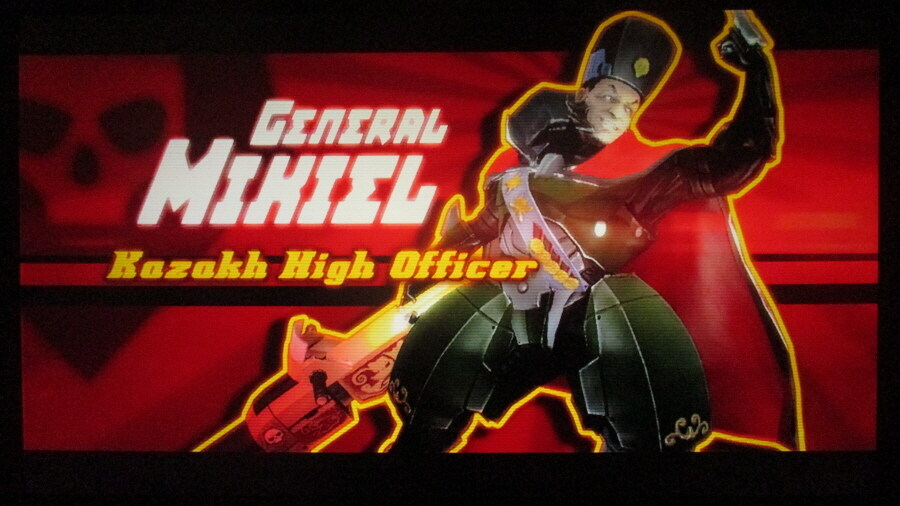 General
Mikiel
Kazakh High Officer